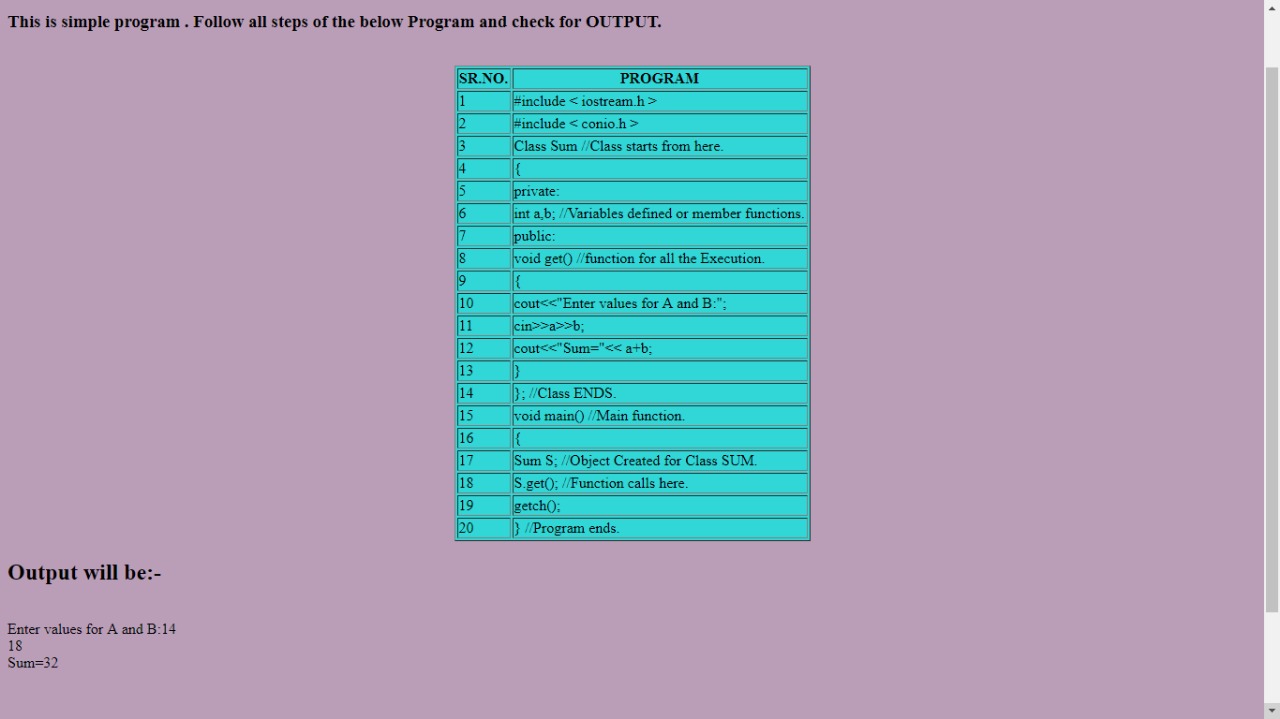 This is simple program . Follow all steps of the below Program and check for OUTPUT.
SR.NO. PROGRAM
1 #include < iostream.h >
2 #include < conio.h >
3 Class Sum //Class starts from here.
4 {
5 private:
6 int a,b; //Variables defined or member functions.
7 public:
8 void get() //function for all the Execution.
9 {
10 cout<<"Enter values for A and B:";
11 cin>>a>>b;
12 cout<<"Sum="<< a+b;
13 }
14 }; //Class ENDS.
15 void main() //Main function.
16 {
17 Sum S; //Object Created for Class SUM.
18 S.get(); //Function calls here.
19 getch();
20 } //Program ends.
Output will be:-
Enter values for A and B:14
18
Sum=32